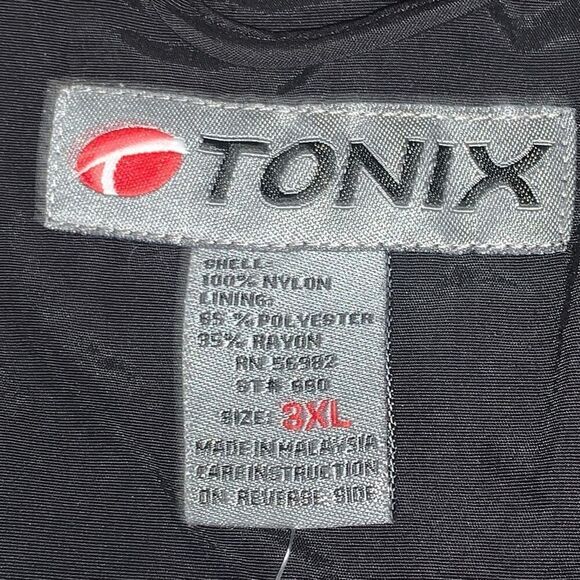 TONIX
SHELL:
100% NYLON
LINING:
65 % POLYESTER
35% RAYON
RN 56982
ST# 660
SIZE: 3XL
MADE IN MALAYSIA
CARE INSTRUCTION
ON REVERSE SIDE